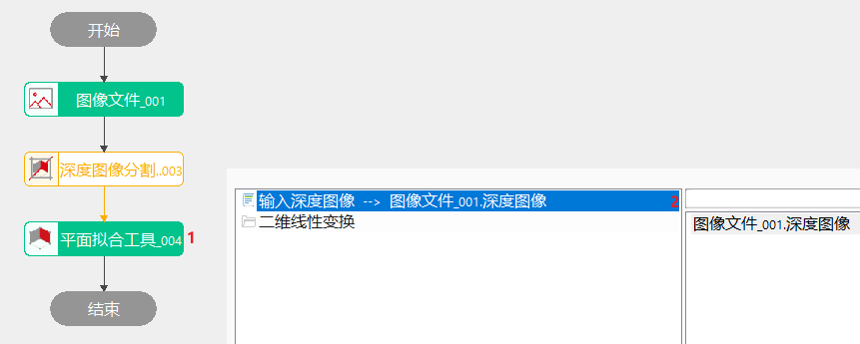 开始
图像文件_001
深度图像分割..003
平面拟合工具_004 1
结束
输入深度图像 --> 图像文件_001.深度图像 2
二维线性变换
图像文件_001.深度图像